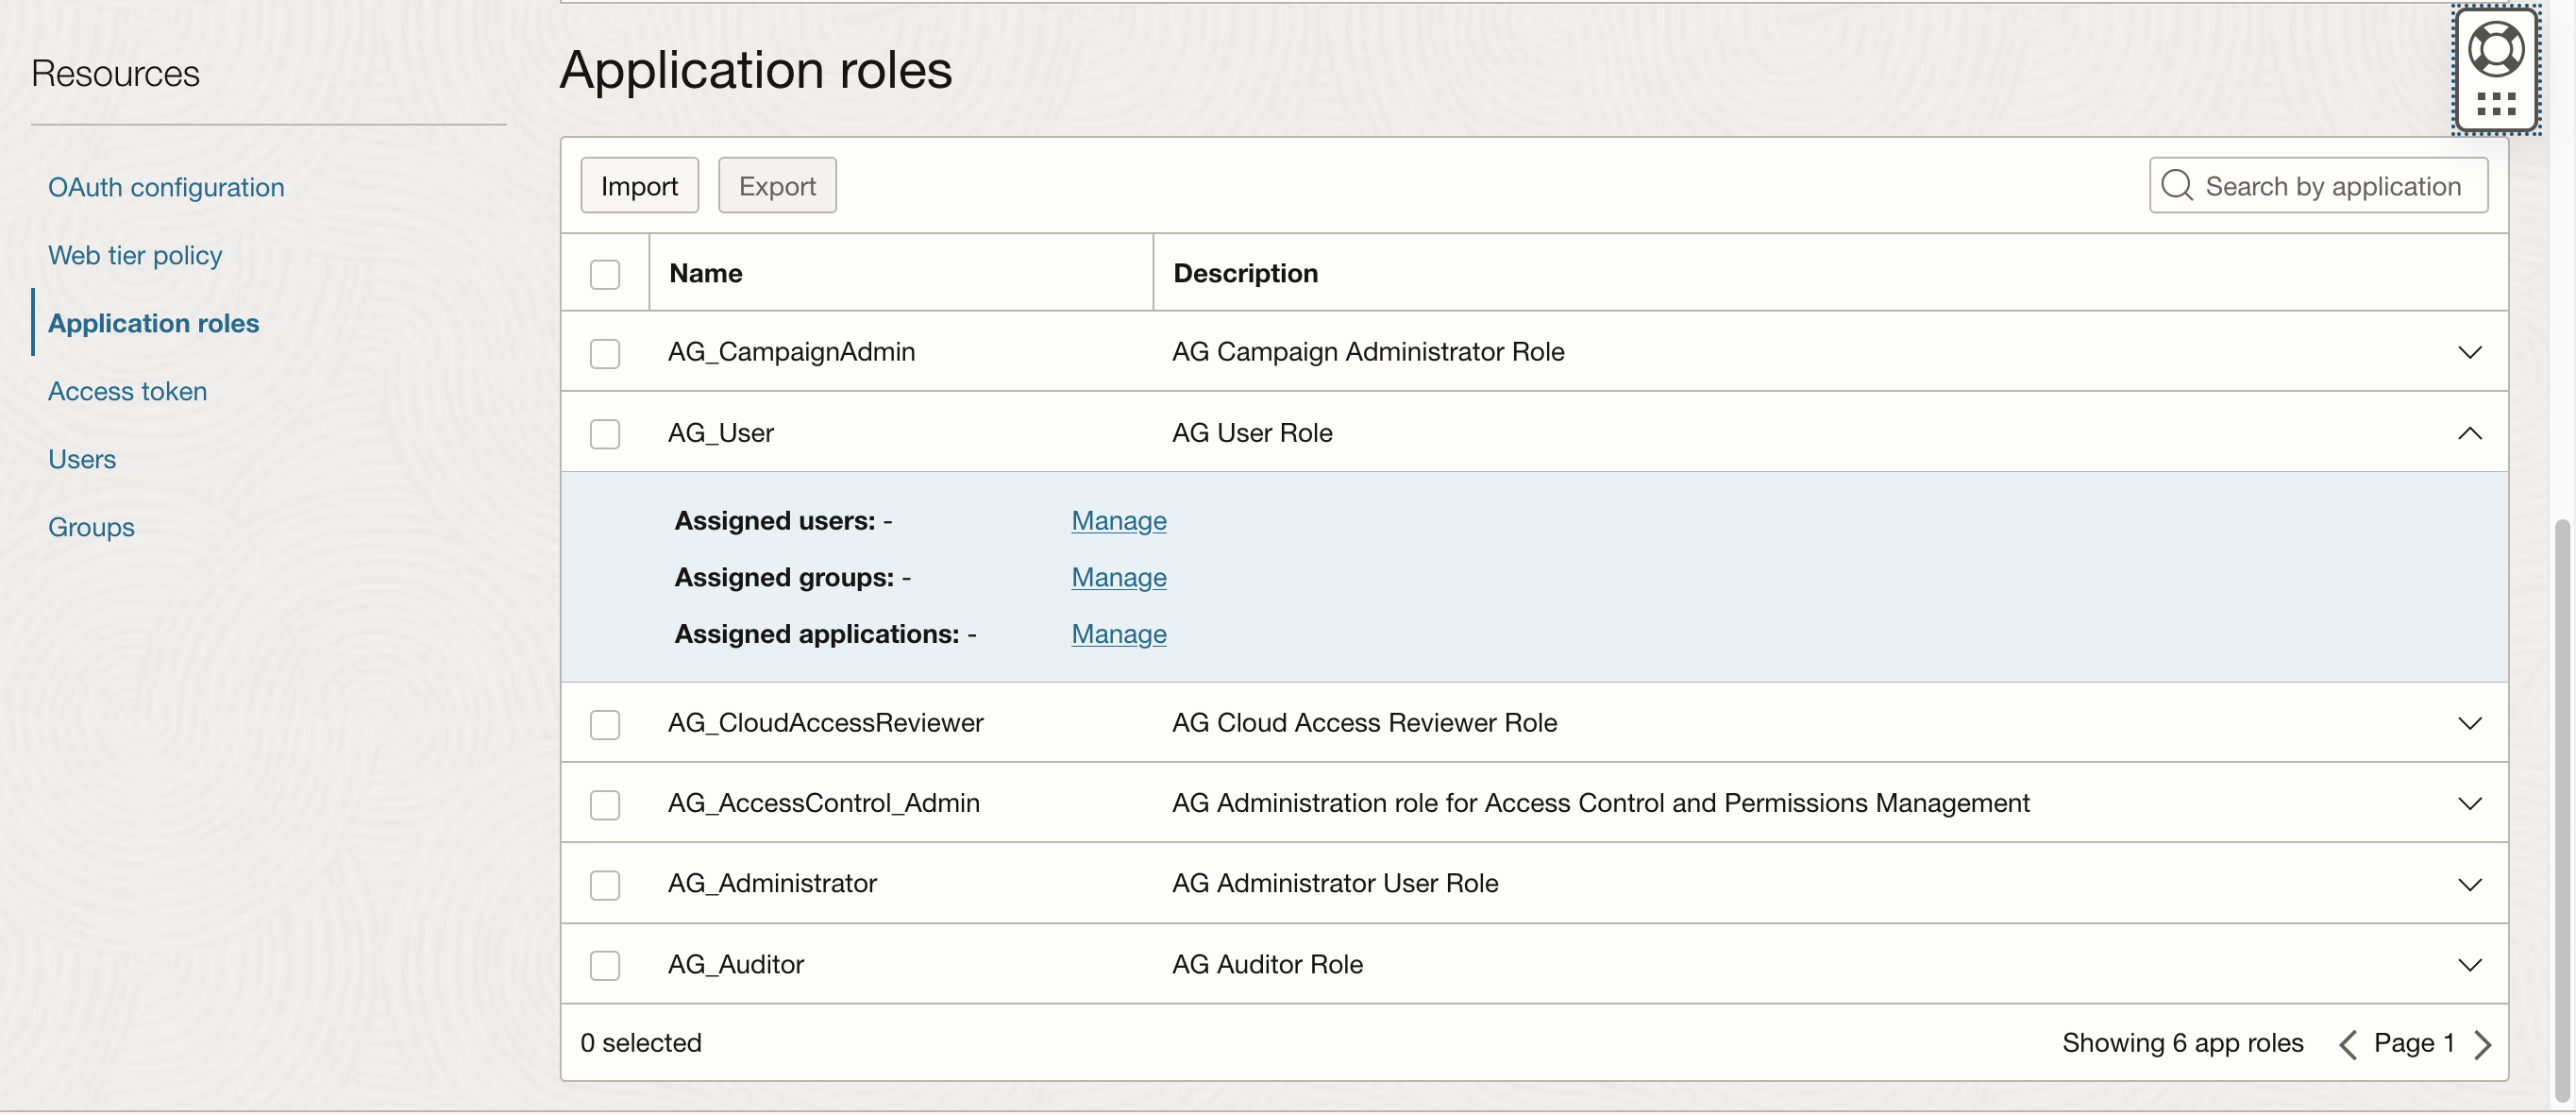 Resources
OAuth configuration
Web tier policy
Application roles
Access token
Users
Groups
Application roles
Import Export Search by application
Name Description
AG_CampaignAdmin AG Campaign Administrator Role
AG_User AG User Role
Assigned users: - Manage
Assigned groups: - Manage
Assigned applications: - Manage
AG_CloudAccessReviewer AG Cloud Access Reviewer Role
AG_AccessControl_Admin AG Administration role for Access Control and Permissions Management
AG_Administrator AG Administrator User Role
AG_Auditor AG Auditor Role
0 selected Showing 6 app roles Page 1